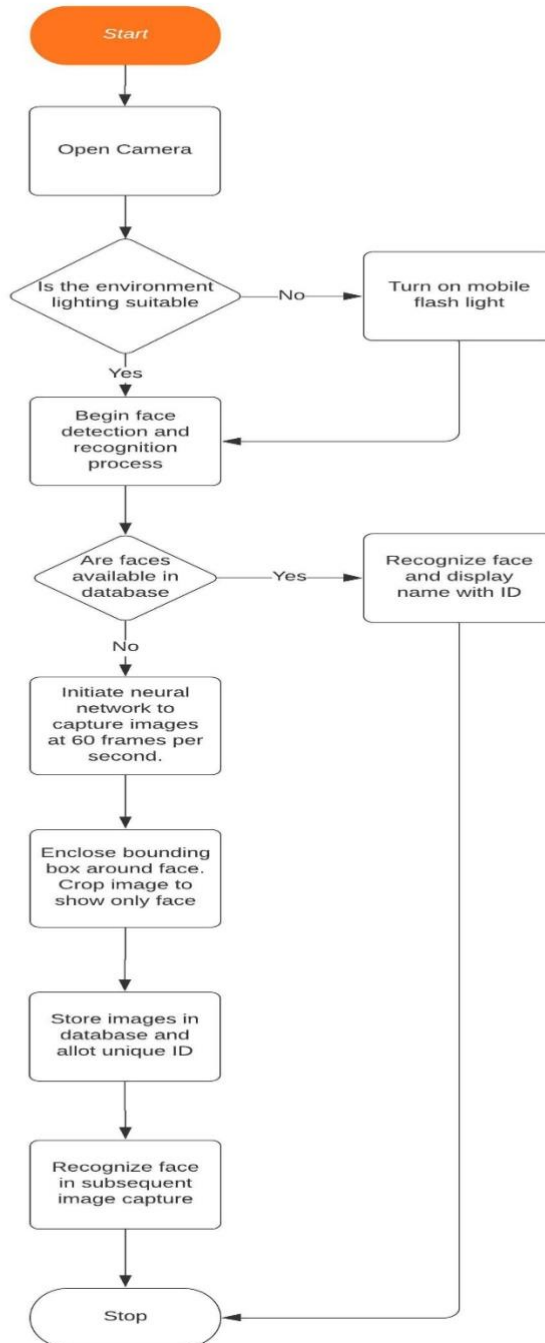 Start
Open Camera
Is the environment
lighting suitable
No
Turn on mobile
flash light
Yes
Begin face
detection and
recognition
process
Are faces
available in
database
Yes
Recognize face
and display
name with ID
No
Initiate neural
network to
capture images
at 60 frames per
second.
Enclose bounding
box around face.
Crop image to
show only face
Store images in
database and
allot unique ID
Recognize face
in subsequent
image capture
Stop